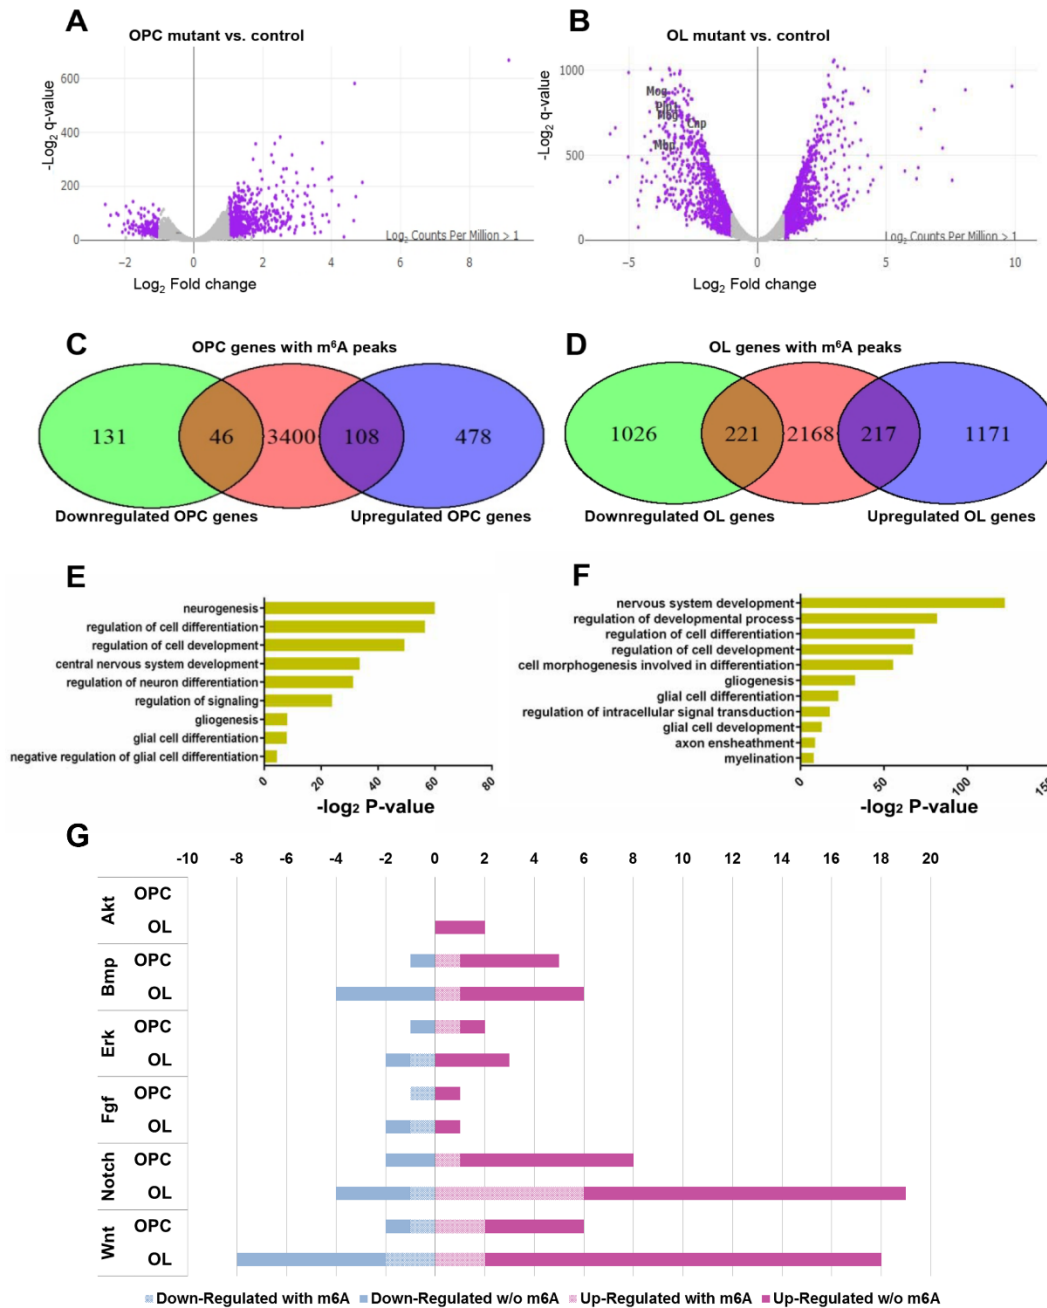 A
OPC mutant vs. control
-Log2 q-value
600
400
200
0
Log2 Counts Per Million > 1
-2
0
2
4
6
8
Log2 Fold change
B
OL mutant vs. control
-Log2 q-value
1000
500
0
Mog
Plp1
Mag
Cnp
Mbp
Log2 Counts Per Million > 1
-5
0
5
10
Log2 Fold change
C
OPC genes with m6A peaks
131
46
3400
108
478
Downregulated OPC genes
Upregulated OPC genes
D
OL genes with m6A peaks
1026
221
2168
217
1171
Downregulated OL genes
Upregulated OL genes
E
neurogenesis
regulation of cell differentiation
regulation of cell development
central nervous system development
regulation of neuron differentiation
regulation of signaling
gliogenesis
glial cell differentiation
negative regulation of glial cell differentiation
0
20
40
60
80
-log2 P-value
F
nervous system development
regulation of developmental process
regulation of cell differentiation
regulation of cell development
cell morphogenesis involved in differentiation
gliogenesis
glial cell differentiation
regulation of intracellular signal transduction
glial cell development
axon ensheathment
myelination
0
50
100
150
-log2 P-value
G
-10 -8 -6 -4 -2 0 2 4 6 8 10 12 14 16 18 20
Akt
OPC
OL
Bmp
OPC
OL
Erk
OPC
OL
Fgf
OPC
OL
Notch
OPC
OL
Wnt
OPC
OL
Down-Regulated with m6A Down-Regulated w/o m6A Up-Regulated with m6A Up-Regulated w/o m6A